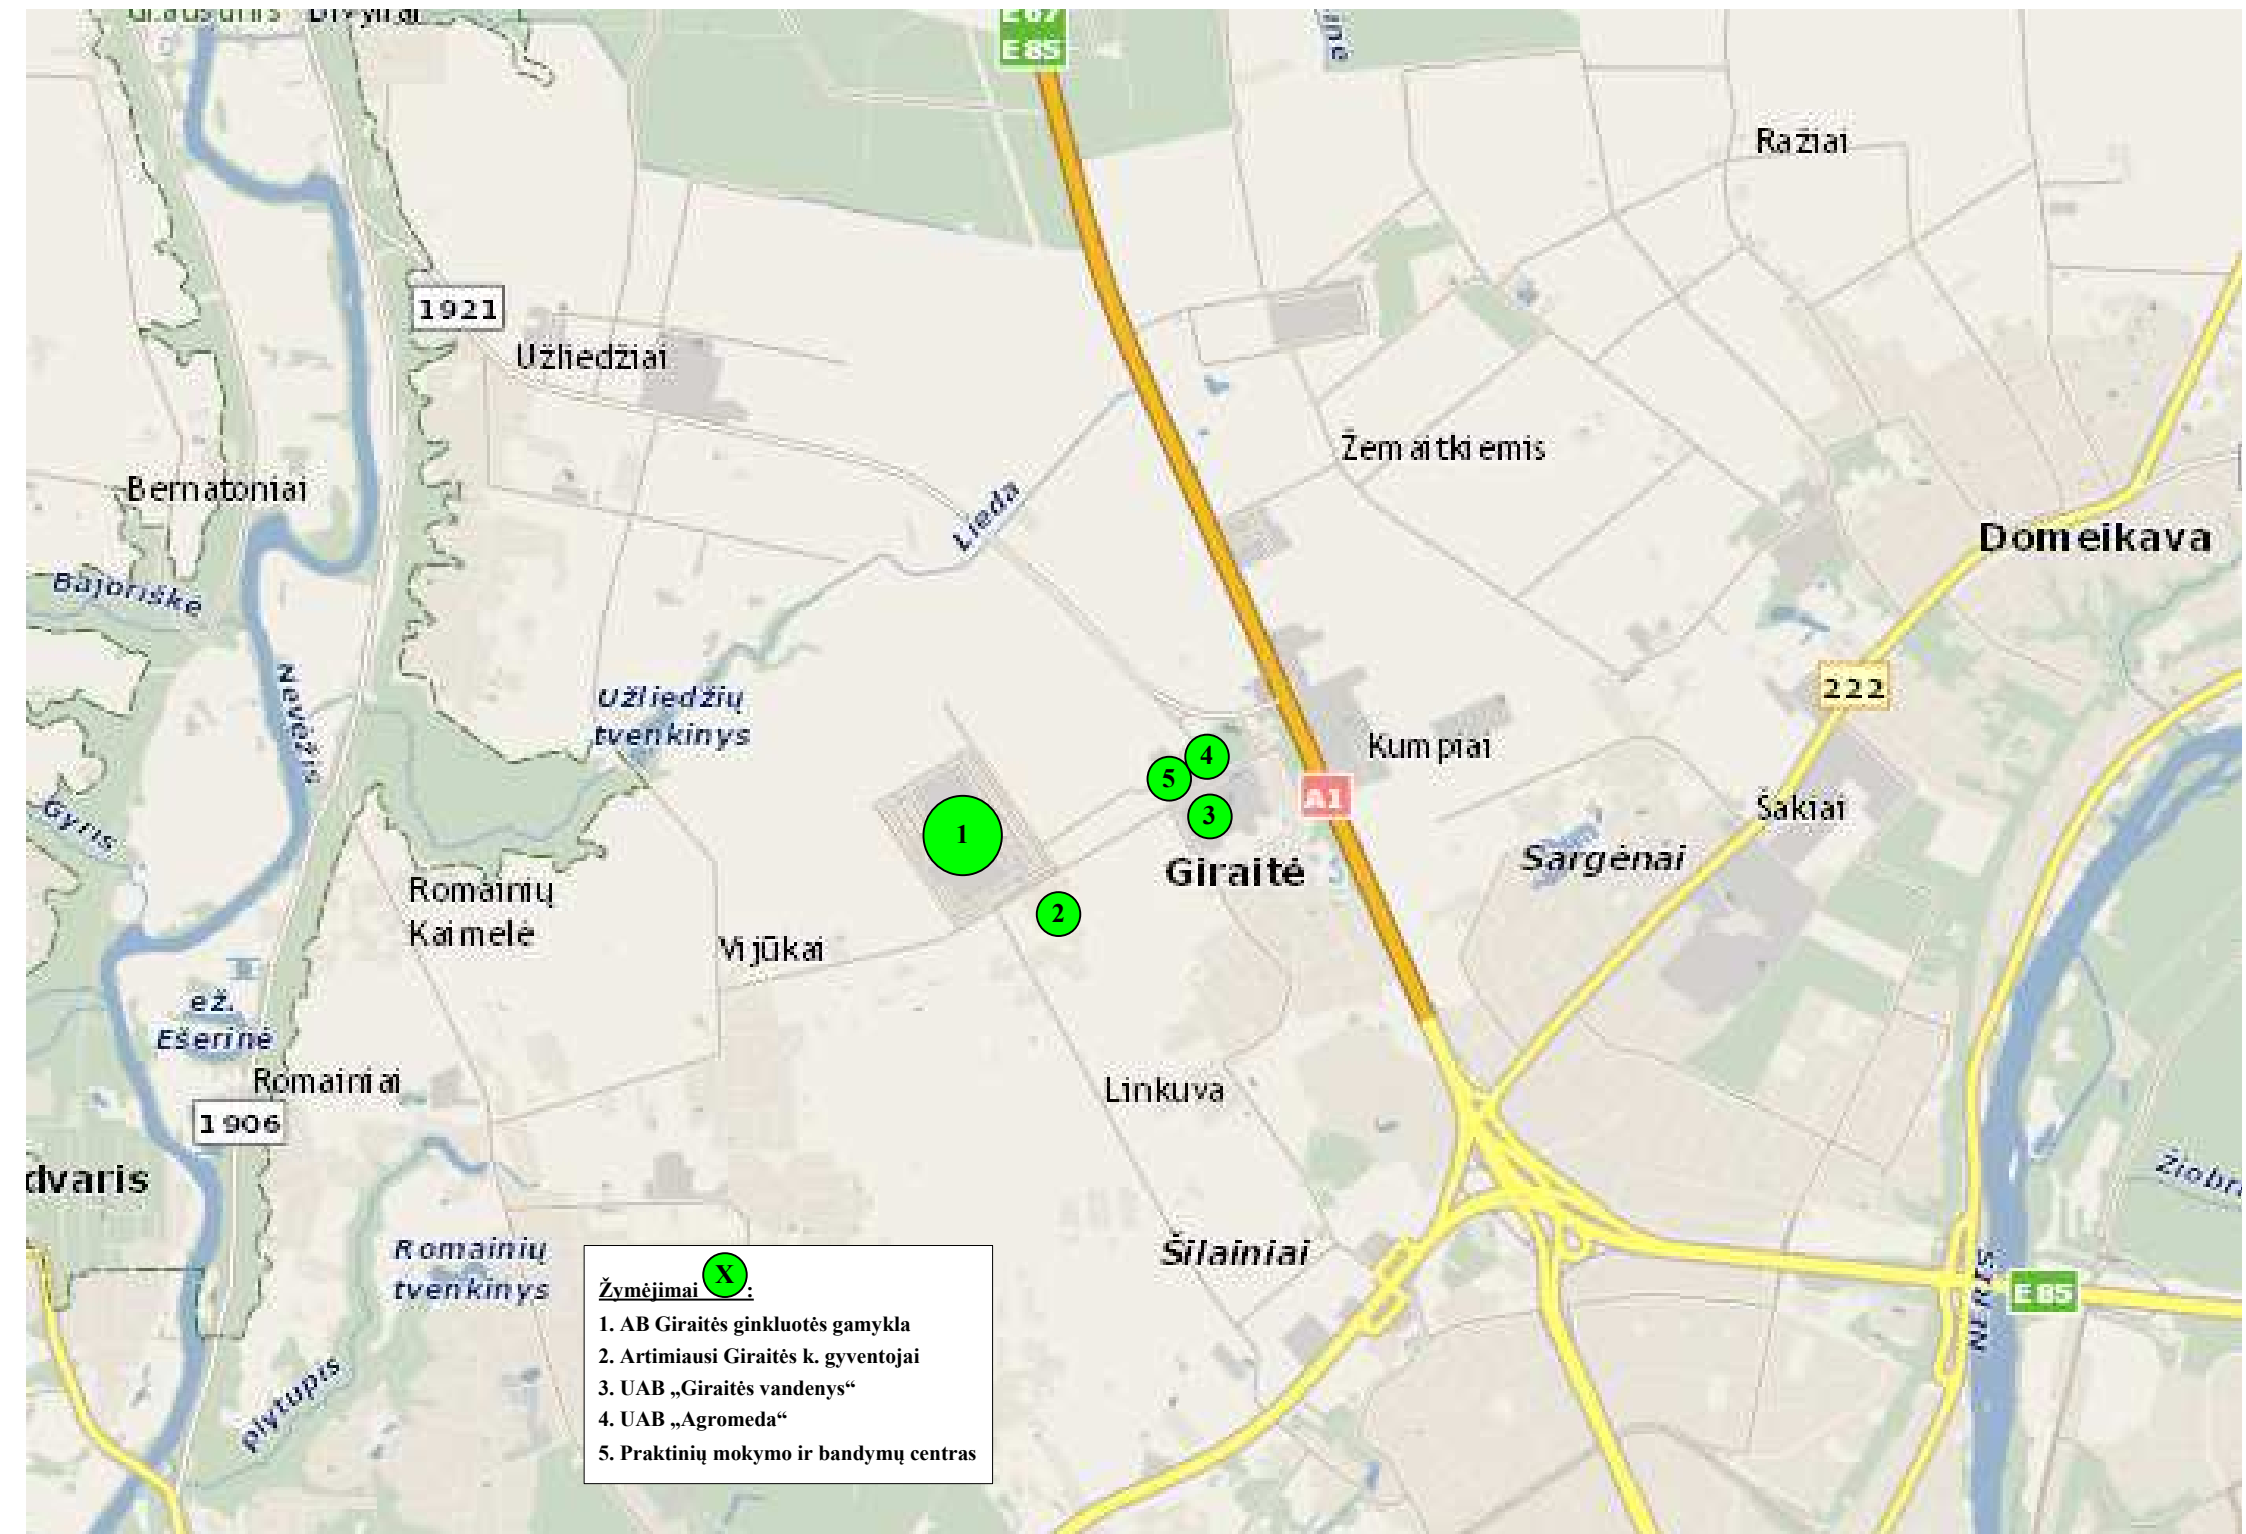 E 85
Ražiai
1921
Užliedžiai
Žemaitkiemis
Bernatoniai
Lieda
Domeikava
Bajoriškė
Nevėžis
Užliedžių
tvenkinys
222
4
Kumpiai
5
A1
3
Šakiai
Gynis
1
Sargėnai
Giraitė
Romainių
Kaimelė
2
Vijūkai
ež.
Ešerinė
Romainiai
Linkuva
1906
dvaris
Romainių
tvenkinys
Šilainiai
E 85
NERIS
plytupis
Žymėjimai X :
1. AB Giraitės ginkluotės gamykla
2. Artimiausi Giraitės k. gyventojai
3. UAB „Giraitės vandenys“
4. UAB „Agromeda“
5. Praktinių mokymo ir bandymų centras